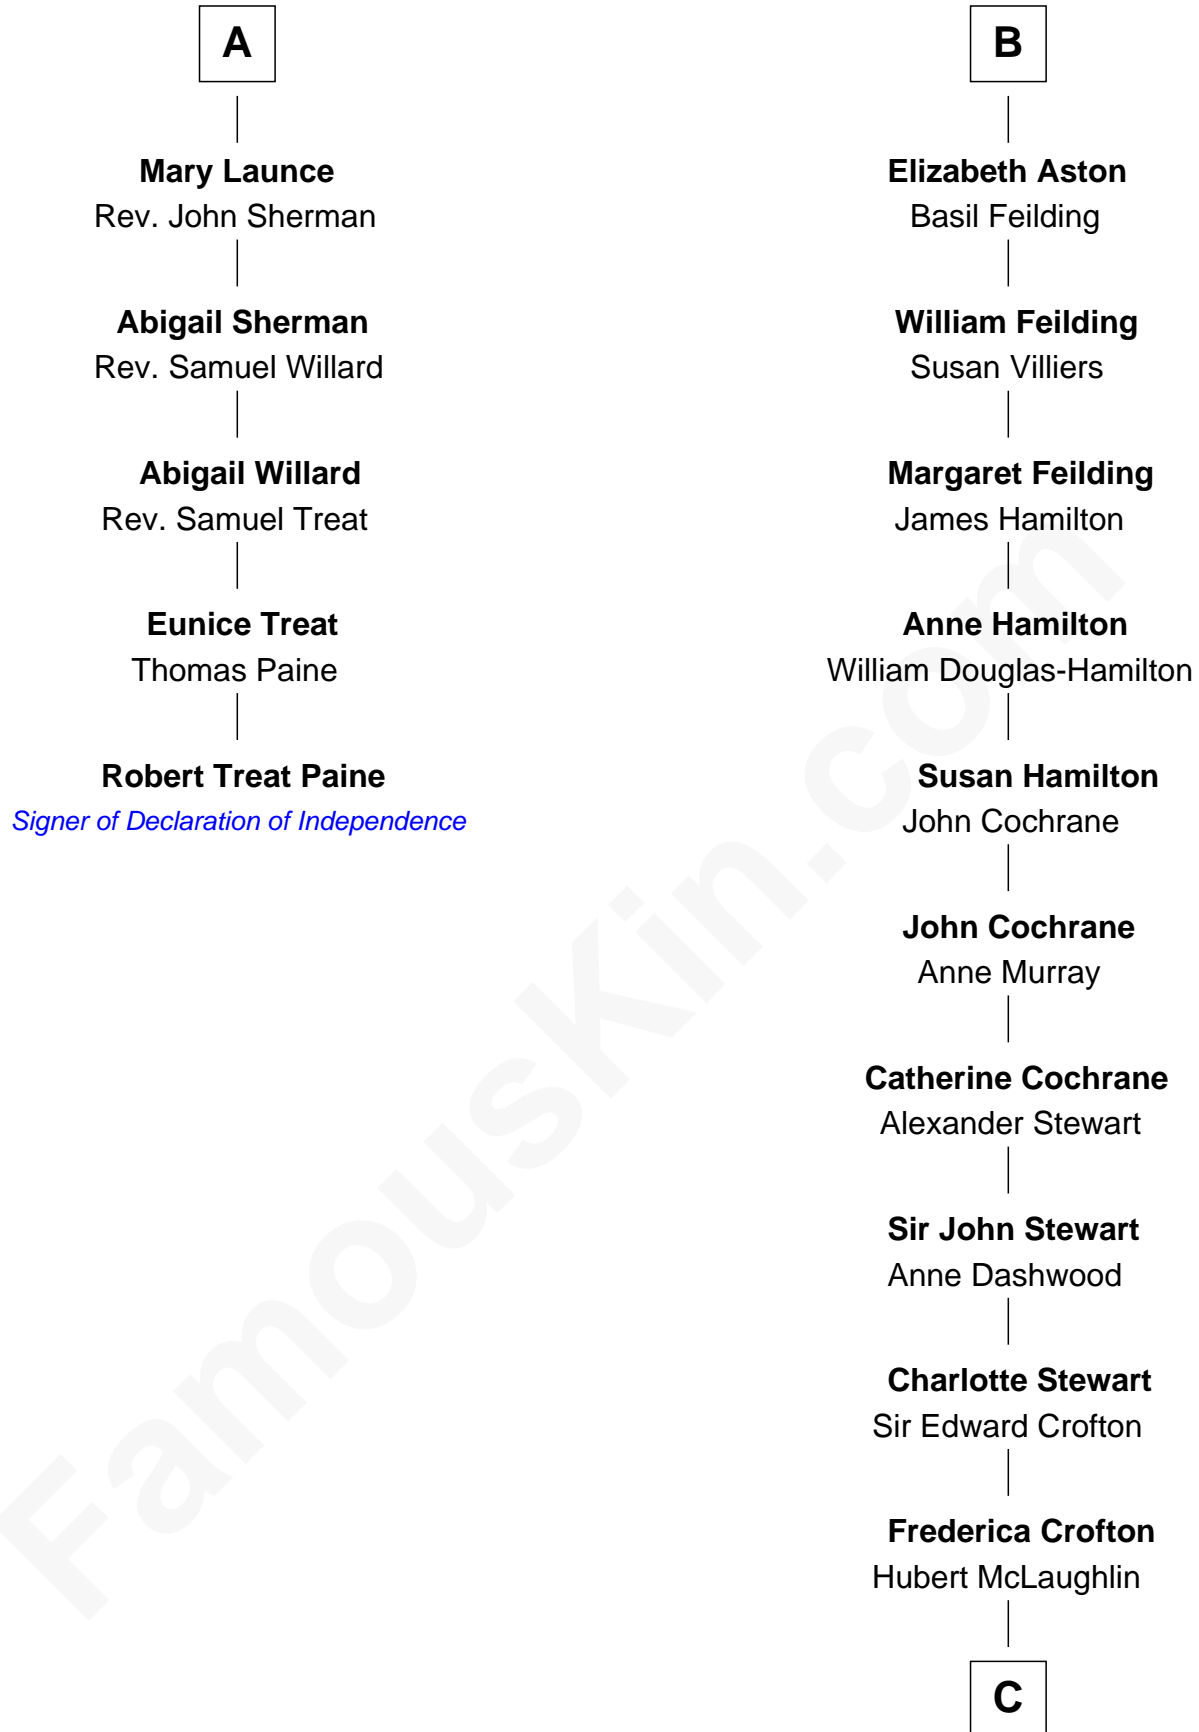 A
Mary Launce
Rev. John Sherman
Abigail Sherman
Rev. Samuel Willard
Abigail Willard
Rev. Samuel Treat
Eunice Treat
Thomas Paine
Robert Treat Paine
Signer of Declaration of Independence
B
Elizabeth Aston
Basil Feilding
William Feilding
Susan Villiers
Margaret Feilding
James Hamilton
Anne Hamilton
William Douglas-Hamilton
Susan Hamilton
John Cochrane
John Cochrane
Anne Murray
Catherine Cochrane
Alexander Stewart
Sir John Stewart
Anne Dashwood
Charlotte Stewart
Sir Edward Crofton
Frederica Crofton
Hubert McLaughlin
C
FamousKin.com